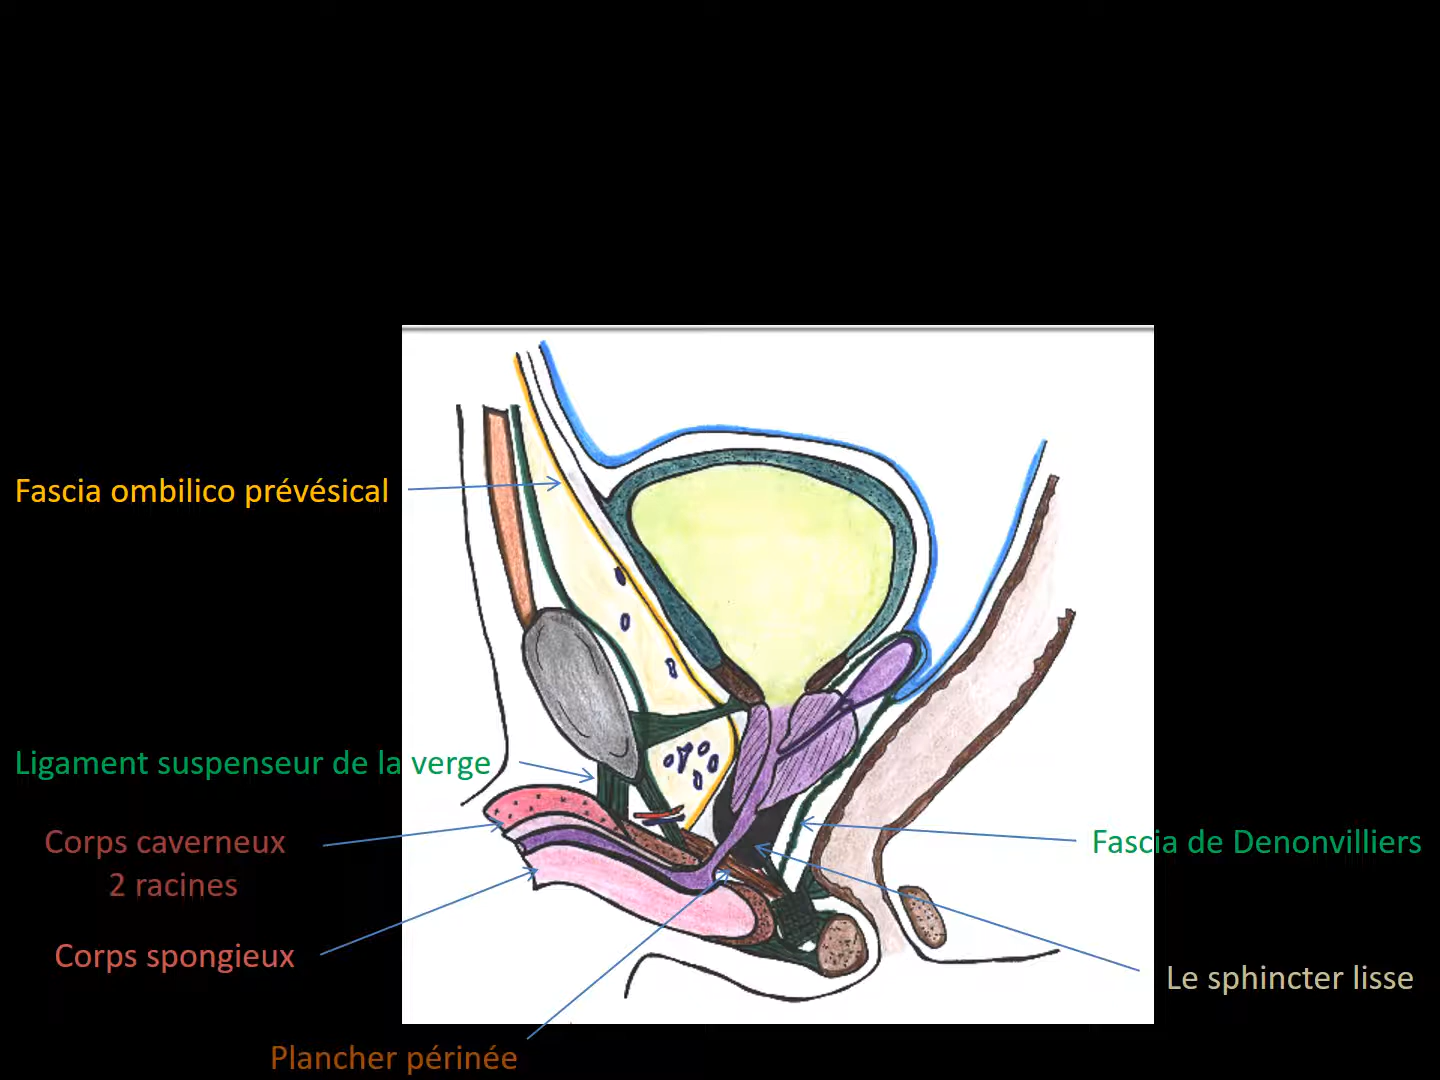 Fascia ombilico prévésical
Ligament suspenseur de la verge
Corps caverneux
2 racines
Fascia de Denonvilliers
Corps spongieux
Le sphincter lisse
Plancher périnée